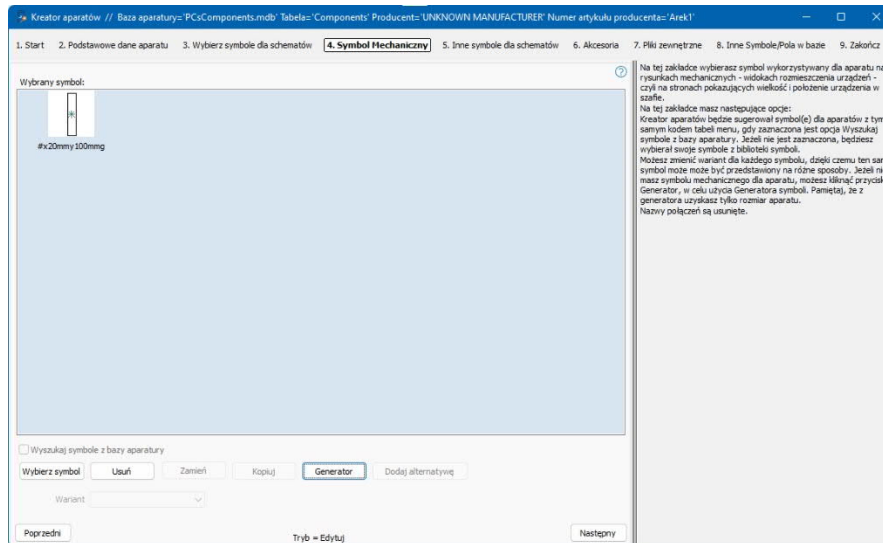 Kreator aparatów // Baza aparatury='PCsComponents.mdb' Tabela='Components' Producent='UNKNOWN MANUFACTURER' Numer artykułu producenta='Arek1'
1. Start 2. Podstawowe dane aparatu 3. Wybierz symbole dla schematów 4. Symbol Mechaniczny 5. Inne symbole dla schematów 6. Akcesoria 7. Pliki zewnętrzne 8. Inne Symbole/Pola w bazie 9. Zakończ
Wybrany symbol:
#x20mmy100mmg
Wyszukaj symbole z bazy aparatury
Wybierz symbol Usuń Zamień Kopiuj Generator Dodaj alternatywę
Wariant
Poprzedni Tryb = Edytuj Następny
Na tej zakładce wybierasz symbol wykorzystywany dla aparatu na
rysunkach mechanicznych - widokach rozmieszczenia urządzeń -
czyli na stronach pokazujących wielkość i położenie urządzenia w
szafie.
Na tej zakładce masz następujące opcje:
Kreator aparatów będzie sugerował symbol(e) dla aparatów z tym
samym kodem tabeli menu, gdy zaznaczona jest opcja Wyszukaj
symbole z bazy aparatury. Jeżeli nie jest zaznaczona, będziesz
wybierał swoje symbole z biblioteki symboli.
Możesz zmienić wariant dla każdego symbolu, dzięki czemu ten sam
symbol może może być przedstawiony na różne sposoby. Jeżeli nie
masz symbolu mechanicznego dla aparatu, możesz kliknąć przycisk
Generator, w celu użycia Generatora symboli. Pamiętaj, że z
generatora uzyskasz tylko rozmiar aparatu.
Nazwy połączeń są usunięte.